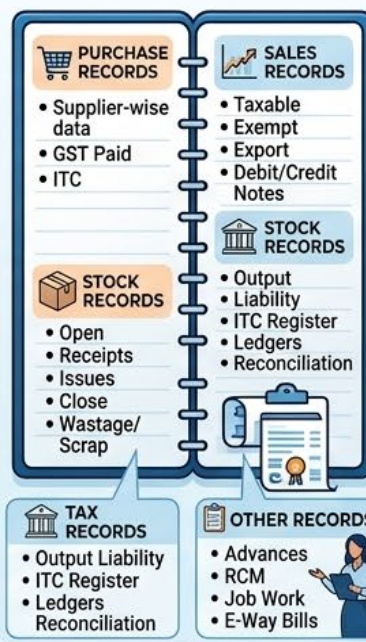 PURCHASE
RECORDS
• Supplier-wise
data
• GST Paid
• ITC
STOCK
RECORDS
• Open
• Receipts
• Issues
• Close
• Wastage/
Scrap
SALES
RECORDS
• Taxable
• Exempt
• Export
• Debit/Credit
Notes
STOCK
RECORDS
• Output
• Liability
• ITC Register
• Ledgers
• Reconciliation
TAX
RECORDS
• Output Liability
• ITC Register
• Ledgers
Reconciliation
OTHER RECORDS
• Advances
• RCM
• Job Work
• E-Way Bills